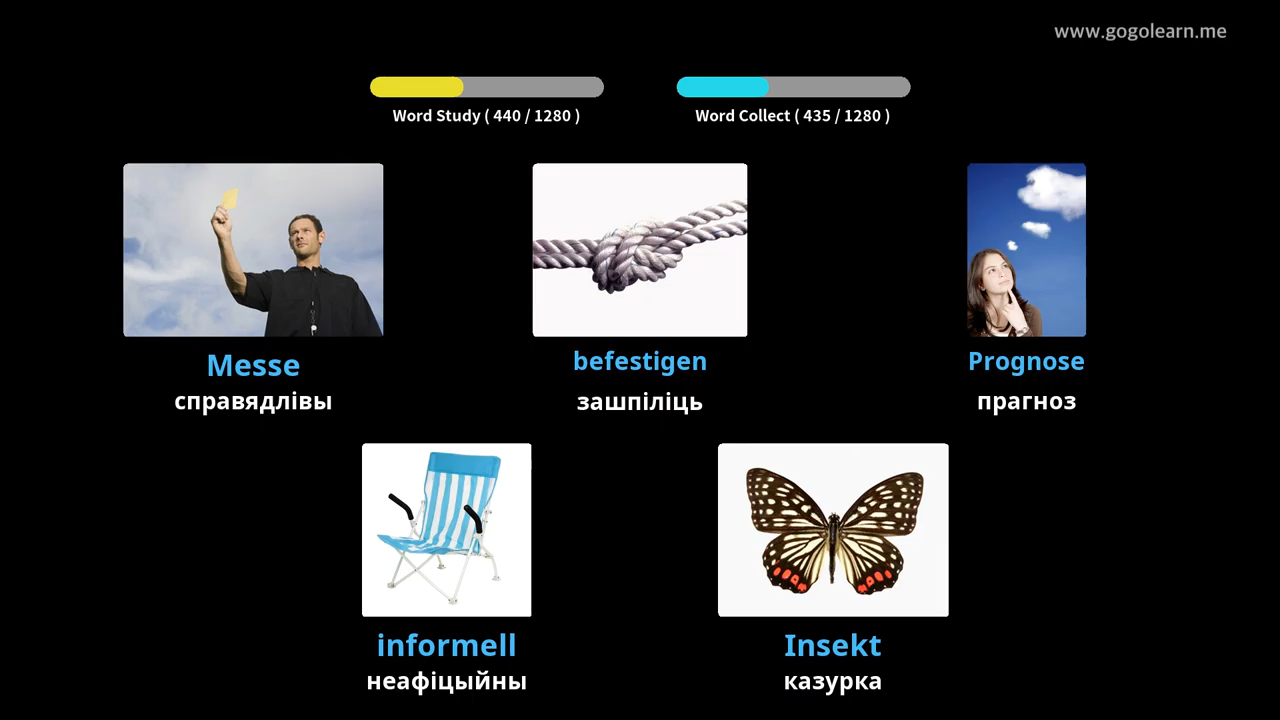 www.gogolearn.me
Word Study ( 440 / 1280 )
Word Collect ( 435 / 1280 )
Messe
справядлівы
befestigen
зашпіліць
Prognose
прагноз
informell
неафіцыйны
Insekt
казурка